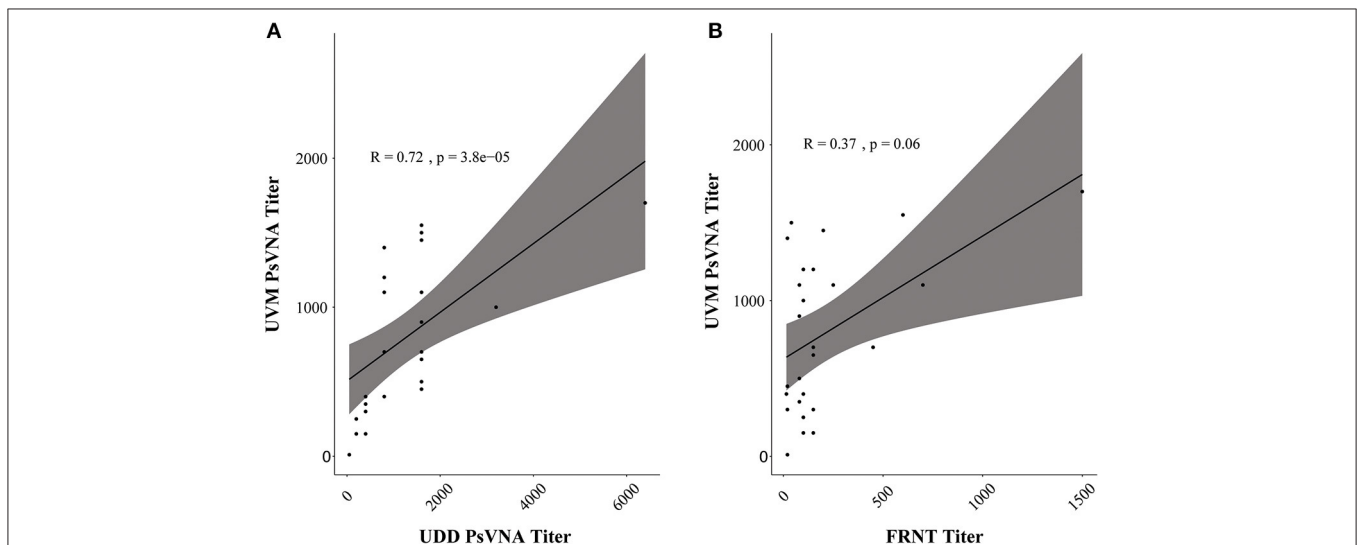 A
B
R = 0.72 , p = 3.8e−05
R = 0.37 , p = 0.06
2000
1000
0
UVM PsVNA Titer
0
2000
4000
6000
UDD PsVNA Titer
2000
1000
0
UVM PsVNA Titer
0
500
1000
1500
FRNT Titer